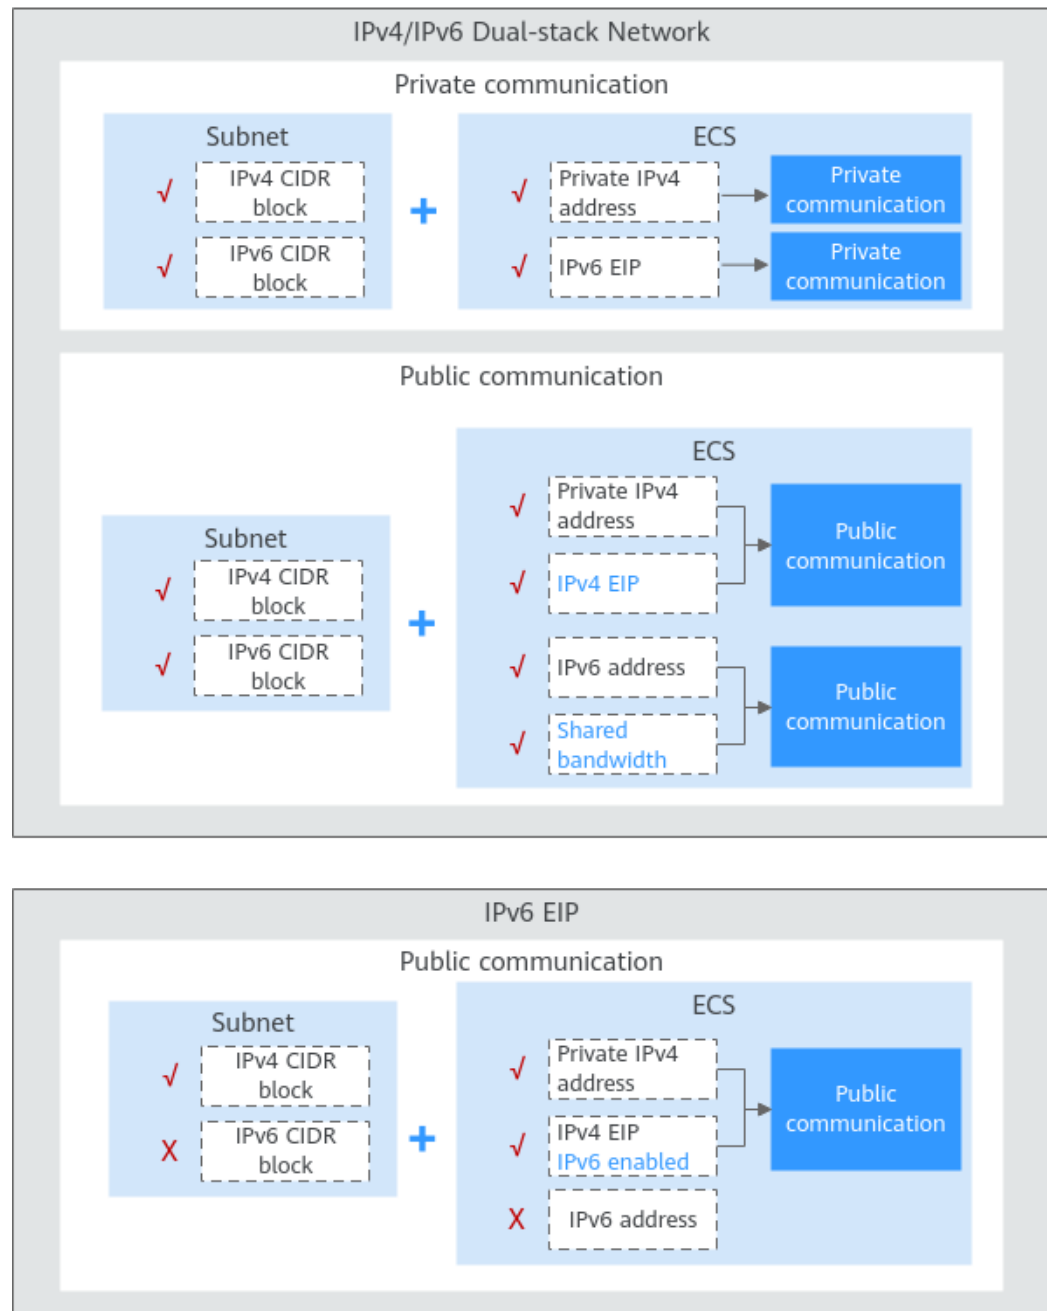 IPv4/IPv6 Dual-stack Network
Private communication
Subnet
√
IPv4 CIDR
block
√
IPv6 CIDR
block
+
ECS
√
Private IPv4
address
Private
communication
√
IPv6 EIP
Private
communication
Public communication
Subnet
√
IPv4 CIDR
block
√
IPv6 CIDR
block
+
ECS
√
Private IPv4
address
√
IPv4 EIP
Public
communication
√
IPv6 address
√
Shared
bandwidth
Public
communication
IPv6 EIP
Public communication
Subnet
√
IPv4 CIDR
block
X
IPv6 CIDR
block
+
ECS
√
Private IPv4
address
√
IPv4 EIP
IPv6 enabled
Public
communication
X
IPv6 address